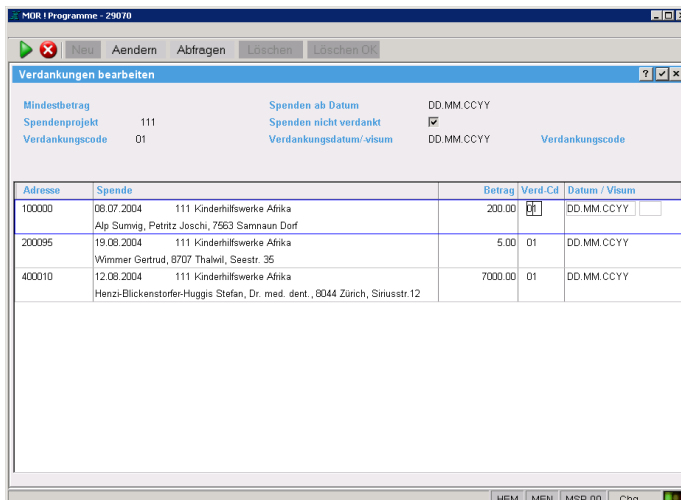 MOR ! Programme - 29070
Neu Aendern Abfragen Löschen Löschen OK
Verdankungen bearbeiten ?
Mindestbetrag Spenden ab Datum DD.MM.CCYY
Spendenprojekt 111 Spenden nicht verdankt
Verdankungscode 01 Verdankungsdatum/-visum DD.MM.CCYY Verdankungscode
Adresse Spende Betrag Verd-Cd Datum / Visum
100000 08.07.2004 111 Kinderhilfswerke Afrika 200.00 01 DD.MM.CCYY
Alp Sumvig, Petritz Joschi, 7563 Samnaun Dorf
200095 19.08.2004 111 Kinderhilfswerke Afrika 5.00 01 DD.MM.CCYY
Wimmer Gertrud, 8707 Thalwil, Seestr. 35
400010 12.08.2004 111 Kinderhilfswerke Afrika 7000.00 01 DD.MM.CCYY
Henzi-Blickenstorfer-Huggis Stefan, Dr. med. dent., 8044 Zürich, Siriusstr.12
HEM MEN MSP 00 Chg